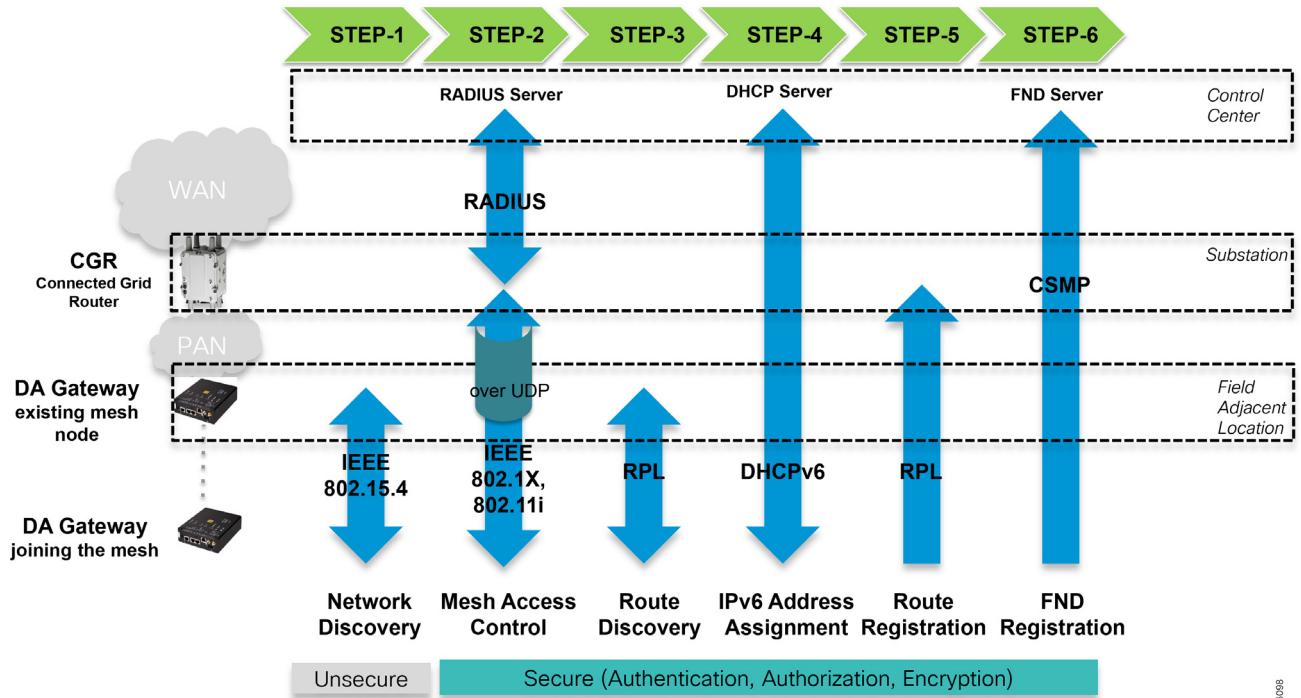 STEP-1
STEP-2
STEP-3
STEP-4
STEP-5
STEP-6
RADIUS Server
DHCP Server
FND Server
Control
Center
WAN
RADIUS
CGR
Connected Grid
Router
Substation
CSMP
PAN
DA Gateway
existing mesh
node
over UDP
Field
Adjacent
Location
IEEE
802.15.4
IEEE
802.1X,
802.11i
RPL
DHCPv6
RPL
DA Gateway
joining the mesh
Network
Discovery
Mesh Access
Control
Route
Discovery
IPv6 Address
Assignment
Route
Registration
FND
Registration
Unsecure
Secure (Authentication, Authorization, Encryption)